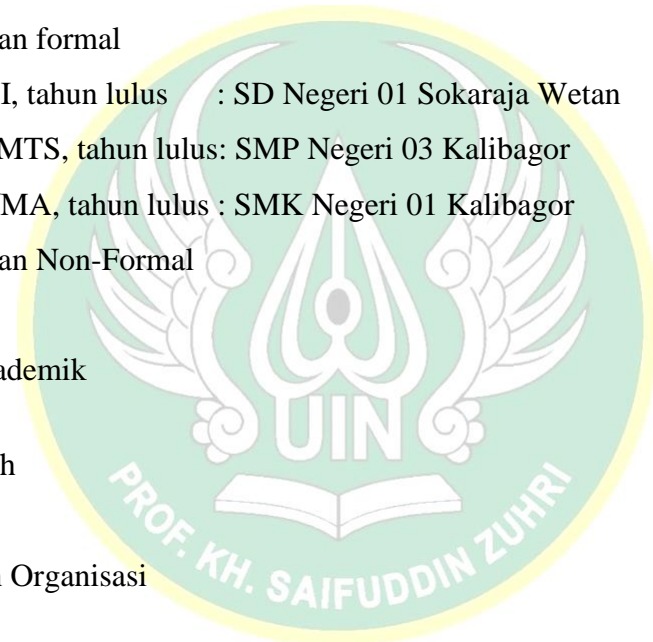 an formal
I, tahun lulus : SD Negeri 01 Sokaraja Wetan
MTS, tahun lulus: SMP Negeri 03 Kalibagor
MA, tahun lulus : SMK Negeri 01 Kalibagor
an Non-Formal
ademik
h
n Organisasi
UIN
PROF. KH. SAIFUDDIN ZUHRI